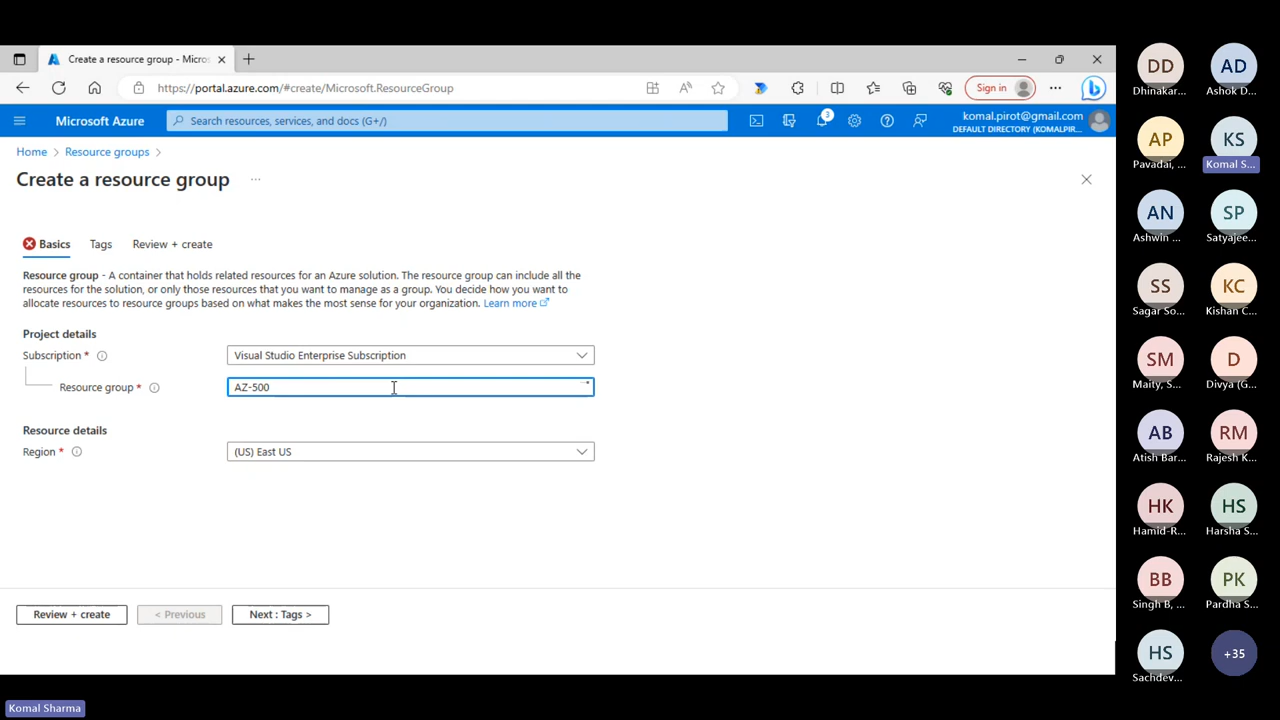 Create a resource group - Micros
https://portal.azure.com/#create/Microsoft.ResourceGroup
Sign in
Microsoft Azure
Search resources, services, and docs (G+/)
3
komal.pirot@gmail.com
DEFAULT DIRECTORY (KOMALPIR...
Home > Resource groups >
Create a resource group ...
Basics
Tags
Review + create
Resource group - A container that holds related resources for an Azure solution. The resource group can include all the
resources for the solution, or only those resources that you want to manage as a group. You decide how you want to
allocate resources to resource groups based on what makes the most sense for your organization. Learn more
Project details
Subscription *
Visual Studio Enterprise Subscription
Resource group *
AZ-500
Resource details
Region *
(US) East US
Review + create
< Previous
Next : Tags >
DD
Dhinakar...
AD
Ashok D...
AP
Pavadai, ...
KS
Komal S...
AN
Ashwin ...
SP
Satyajee...
SS
Sagar So...
KC
Kishan C...
SM
Maity, S...
D
Divya (G...
AB
Atish Bar...
RM
Rajesh K...
HK
Hamid-R...
HS
Harsha S...
BB
Singh B, ...
PK
Pardha S...
HS
Sachdev...
+35
Komal Sharma